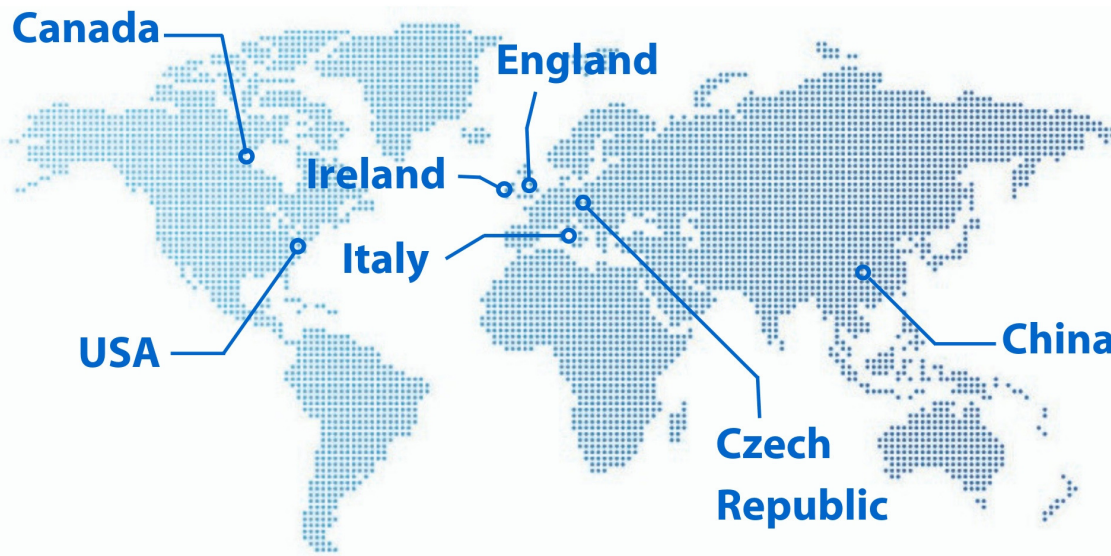 Canada
England
Ireland
Italy
USA
China
Czech
Republic